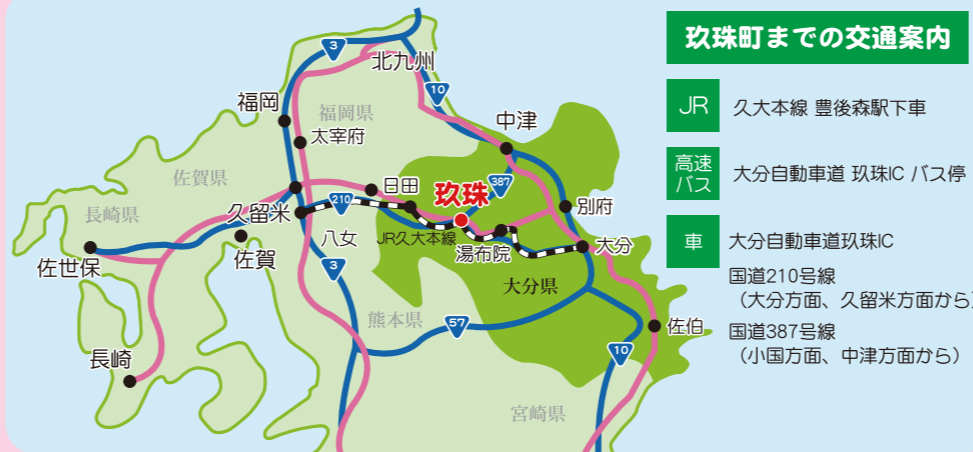 玖珠町までの交通案内
JR
久大本線 豊後森駅下車
高速
バス
大分自動車道 玖珠IC バス停
車
大分自動車道玖珠IC
国道210号線
（大分方面、久留米方面から）
国道387号線
（小国方面、中津方面から）
3
北九州
10
福岡
福岡県
太宰府
中津
佐賀県
日田
玖珠
387
長崎県
久留米
210
別府
佐世保
佐賀
八女
JR久大本線
湯布院
大分
3
大分県
熊本県
57
佐伯
長崎
10
宮崎県